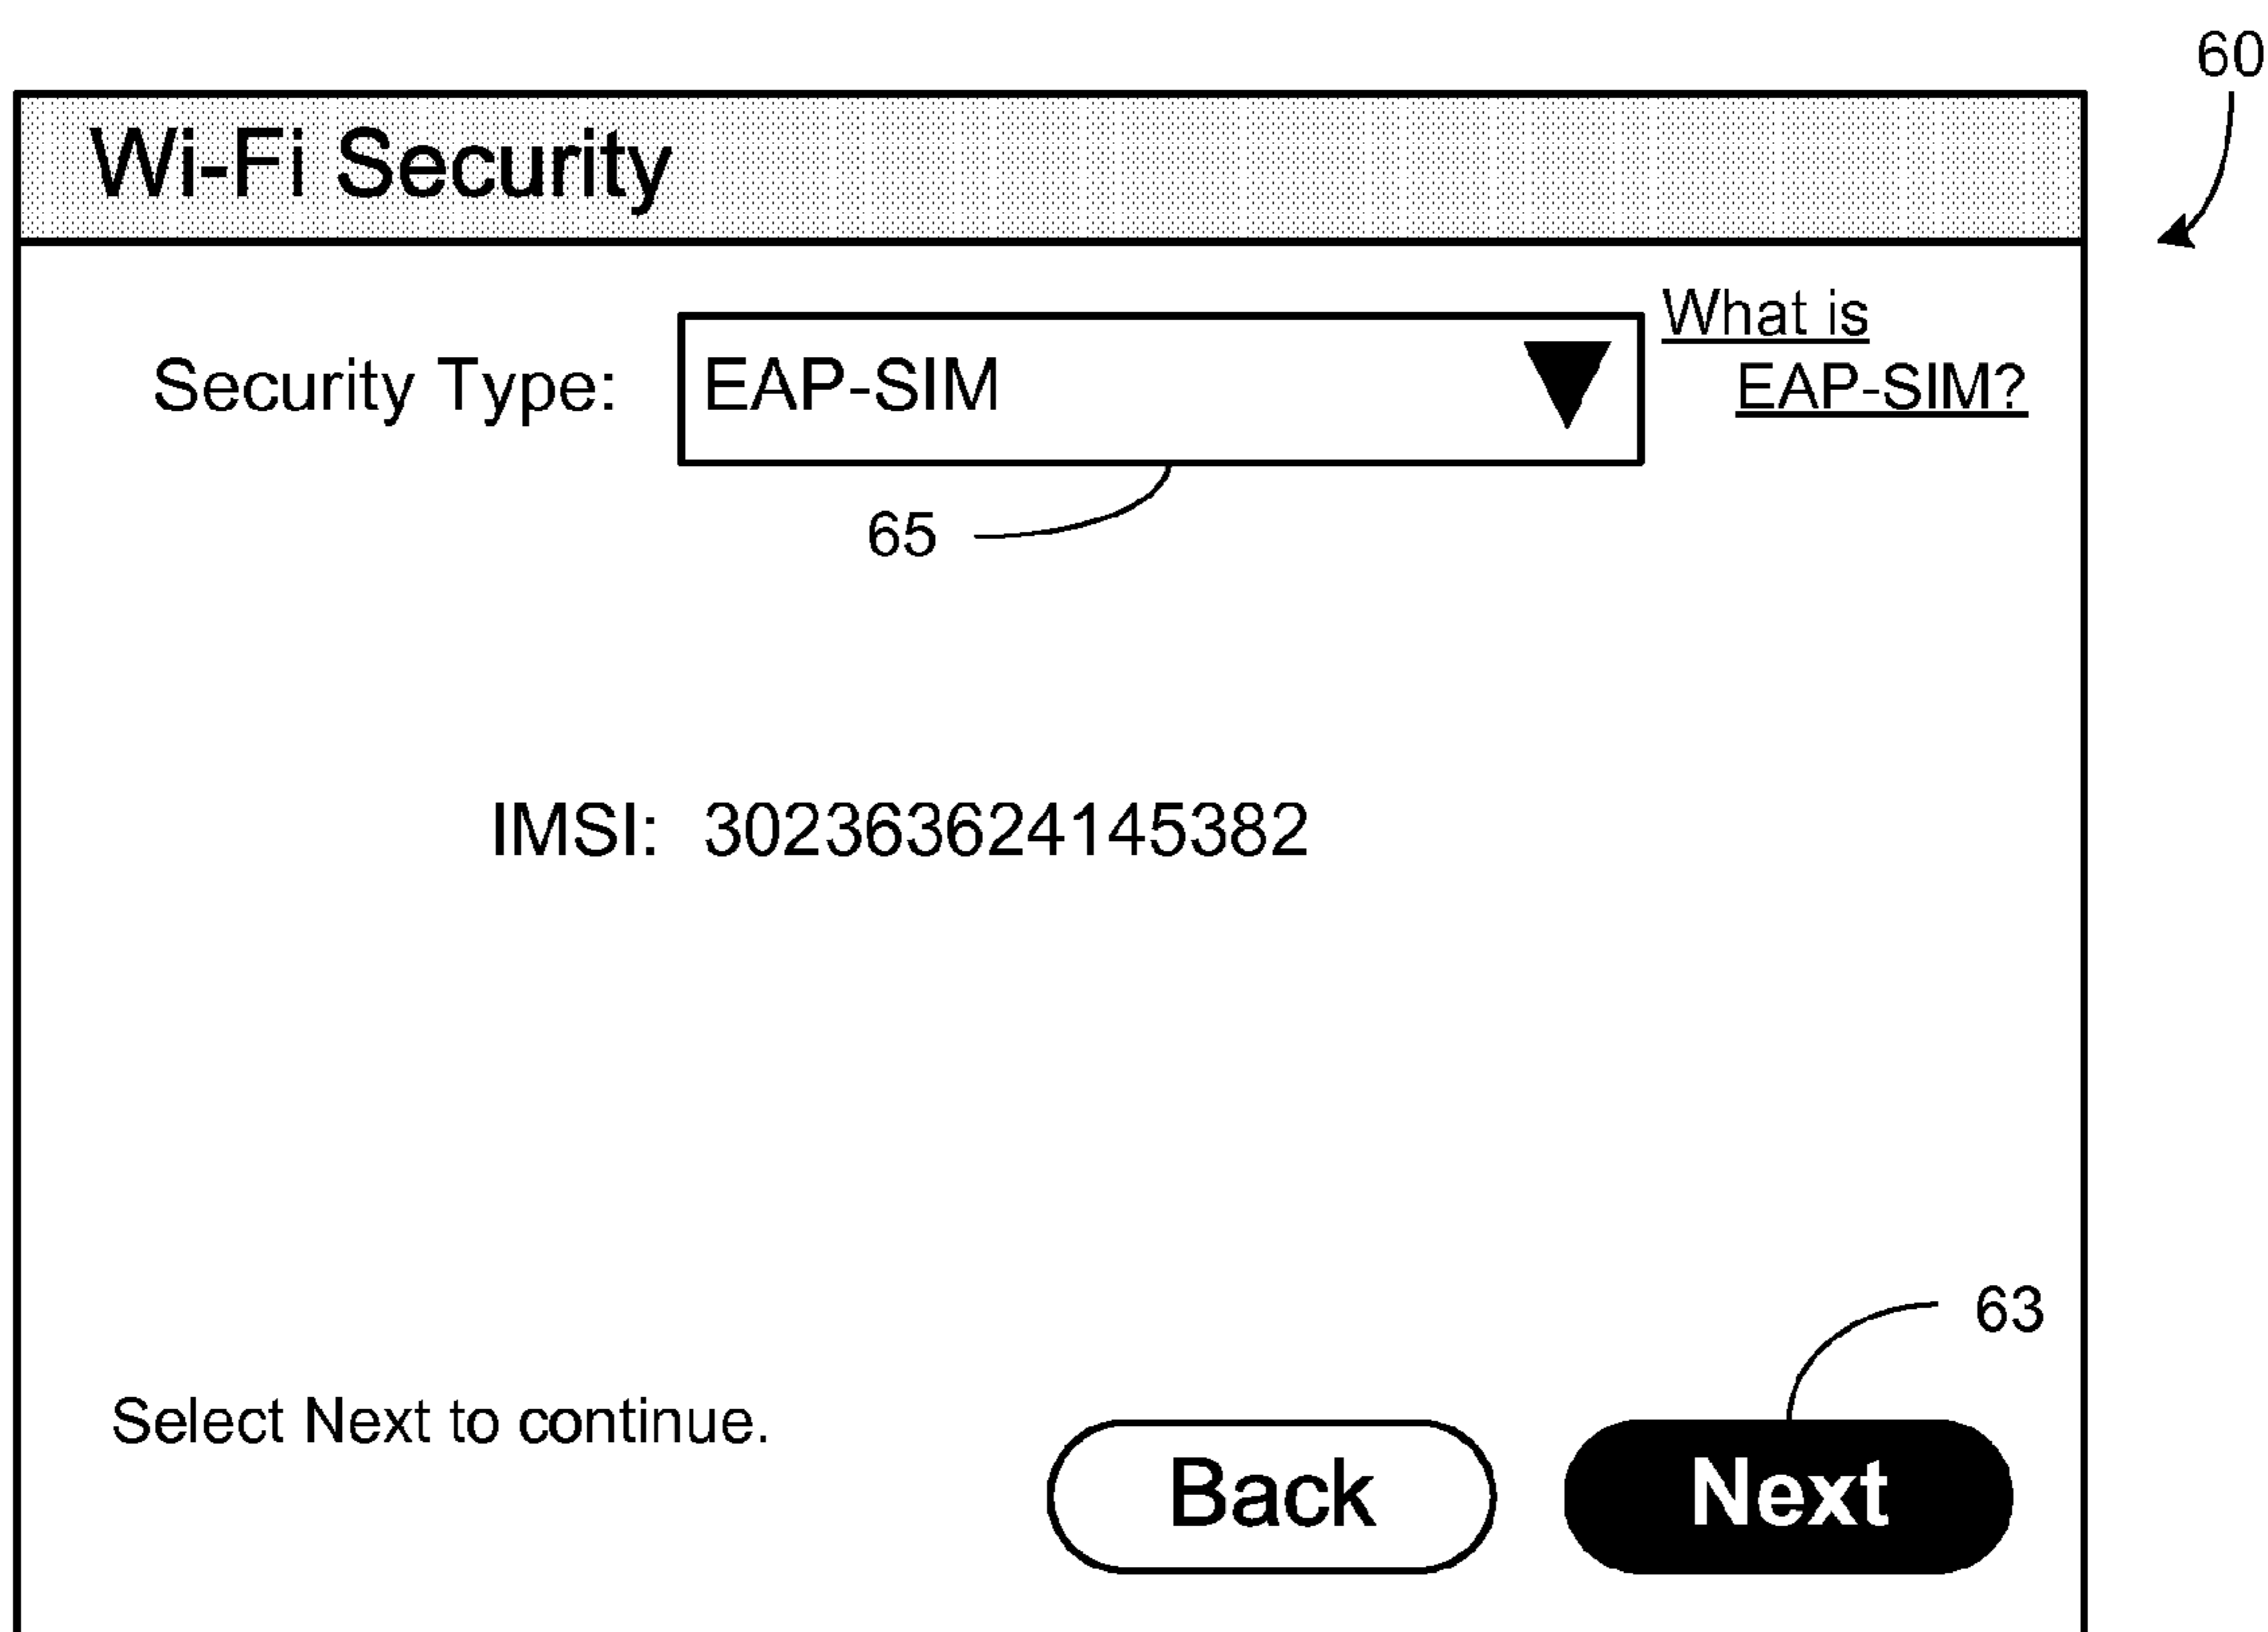 60
Wi-Fi Security
What is
Security Type: EAP-SIM EAP-SIM?
65
IMSI: 302363624145382
63
Select Next to continue.
Back Next